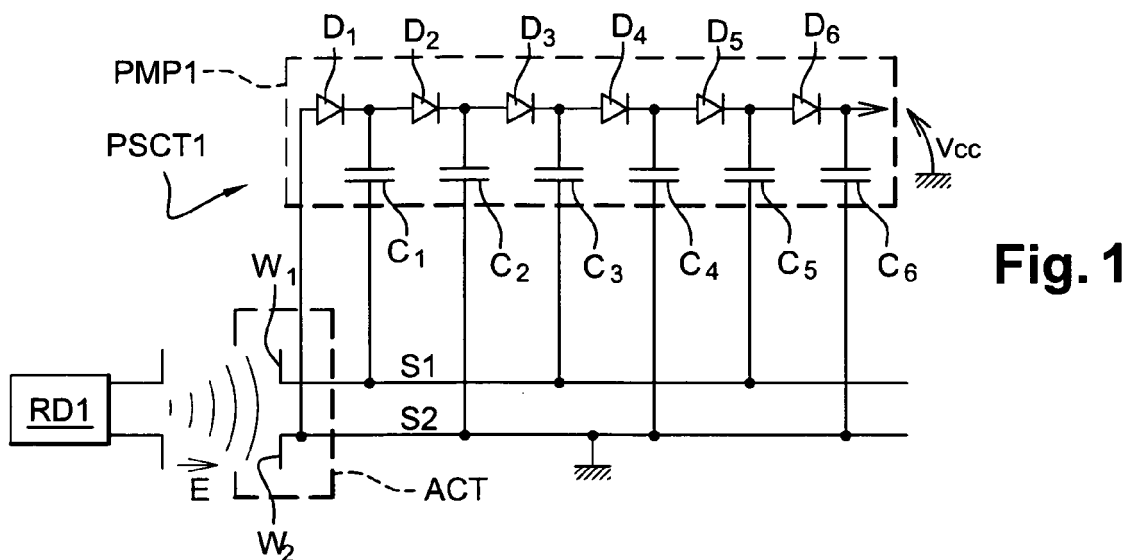 D1 D2 D3 D4 D5 D6
PMP1
PSCT1
Vcc
C1 C2 C3 C4 C5 C6
Fig. 1
W1
S1
RD1
S2
E
ACT
W2